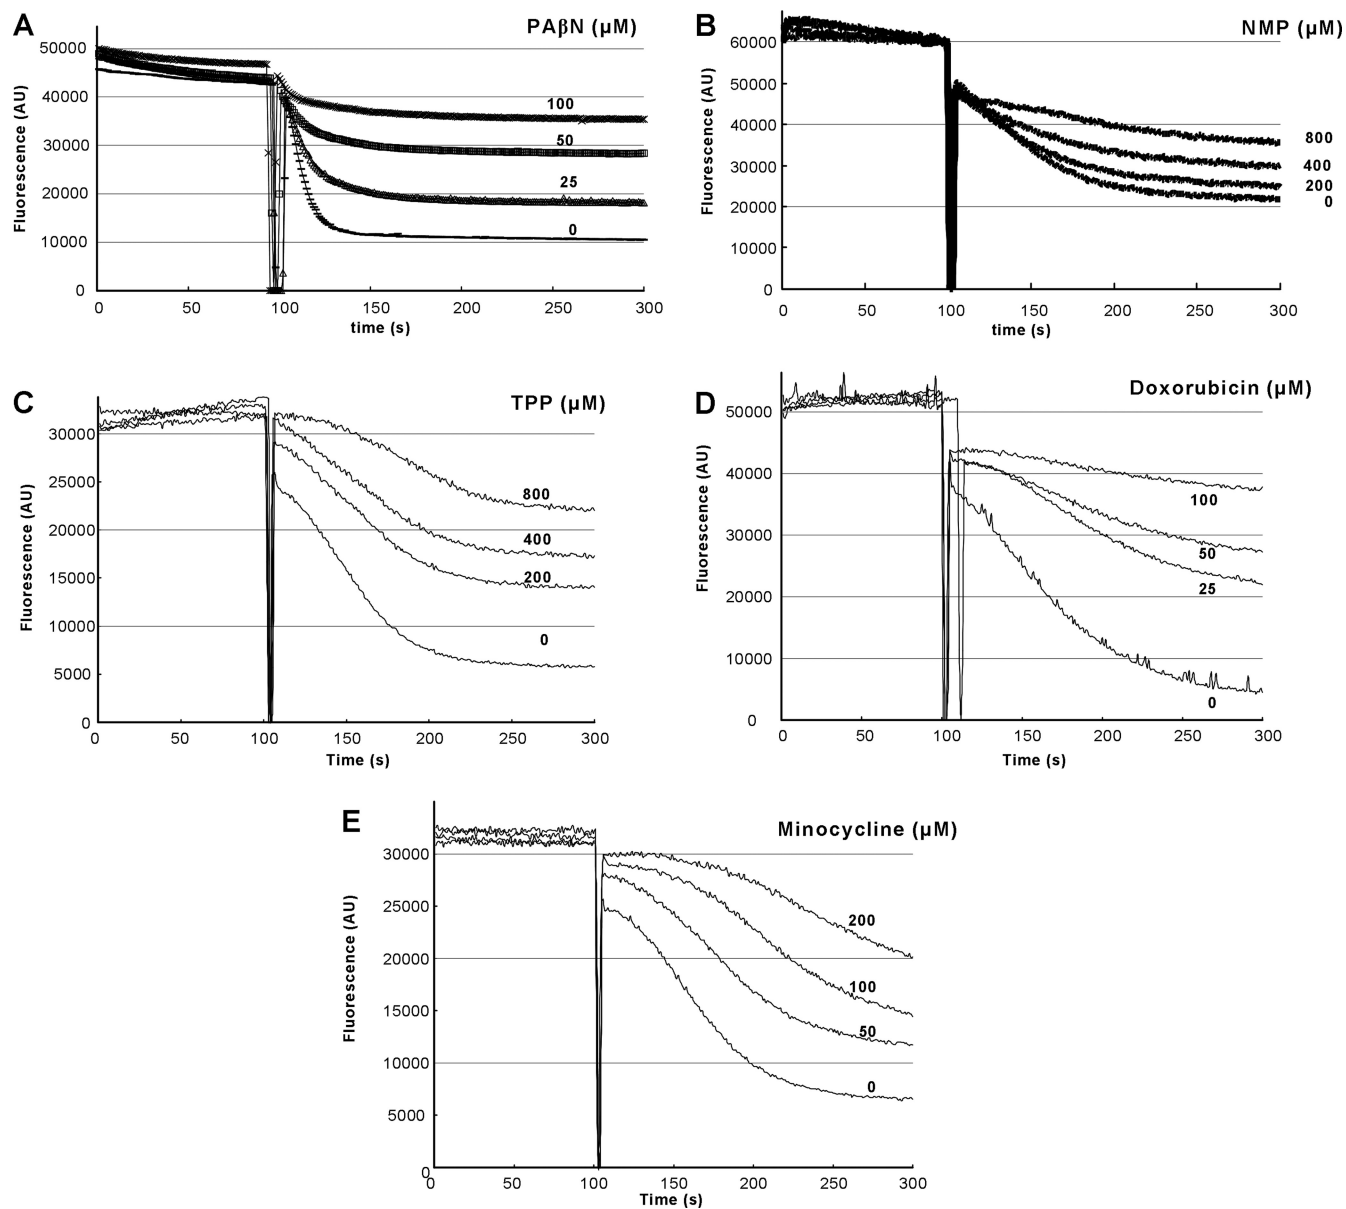 A
PAβN (µM)
Fluorescence (AU)
50000
40000
30000
20000
10000
0
100
50
25
0
0 50 100 150 200 250 300
time (s)
B
NMP (µM)
Fluorescence (AU)
60000
50000
40000
30000
20000
10000
0
800
400
200
0
0 50 100 150 200 250 300
time (s)
C
TPP (µM)
Fluorescence (AU)
30000
25000
20000
15000
10000
5000
0
800
400
200
0
0 50 100 150 200 250 300
Time (s)
D
Doxorubicin (µM)
Fluorescence (AU)
50000
40000
30000
20000
10000
0
100
50
25
0
0 50 100 150 200 250 300
Time (s)
E
Minocycline (µM)
Fluorescence (AU)
30000
25000
20000
15000
10000
5000
0
200
100
50
0
0 50 100 150 200 250 300
Time (s)